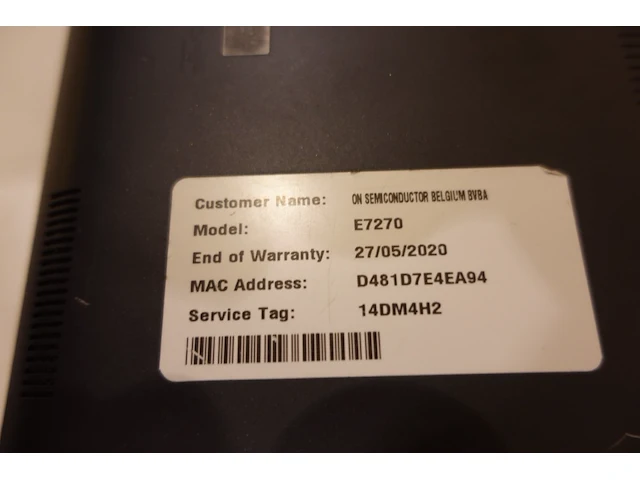 Customer Name: ON SEMICONDUCTOR BELGIUM BVBA
Model: E7270
End of Warranty: 27/05/2020
MAC Address: D481D7E4EA94
Service Tag: 14DM4H2